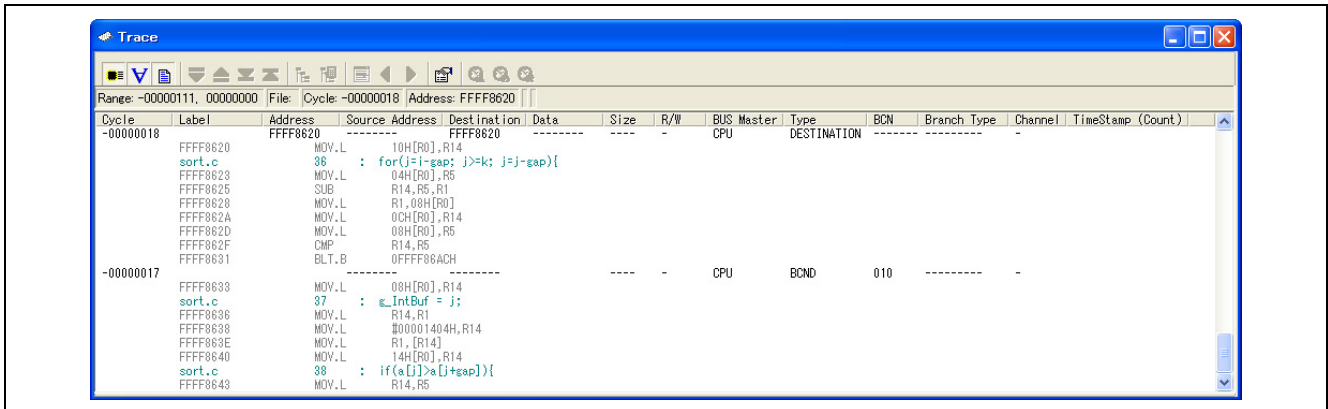 Trace
Range: -00000111, 00000000 File: Cycle: -00000018 Address: FFFF8620
Cycle Label Address Source Address Destination Data Size R/W BUS Master Type BCN Branch Type Channel TimeStamp (Count)
-00000018 FFFF8620 -------- FFFF8620 -------- ---- - CPU DESTINATION ------- --------- -
FFFF8620 MOV.L 10H[R0],R14
sort.c 36 : for(j=i-gap; j>=k; j=j-gap){
FFFF8623 MOV.L 04H[R0],R5
FFFF8625 SUB R14,R5,R1
FFFF8628 MOV.L R1,08H[R0]
FFFF862A MOV.L 0CH[R0],R14
FFFF862D MOV.L 08H[R0],R5
FFFF862F CMP R14,R5
FFFF8631 BLT.B 0FFFF86ACH
-00000017 -------- -------- ---- - CPU BCND 010 --------- -
FFFF8633 MOV.L 08H[R0],R14
sort.c 37 : g_IntBuf = j;
FFFF8636 MOV.L R14,R1
FFFF8638 MOV.L #00001404H,R14
FFFF863E MOV.L R1,[R14]
FFFF8640 MOV.L 14H[R0],R14
sort.c 38 : if(a[j]>a[j+gap]){
FFFF8643 MOV.L R14,R5